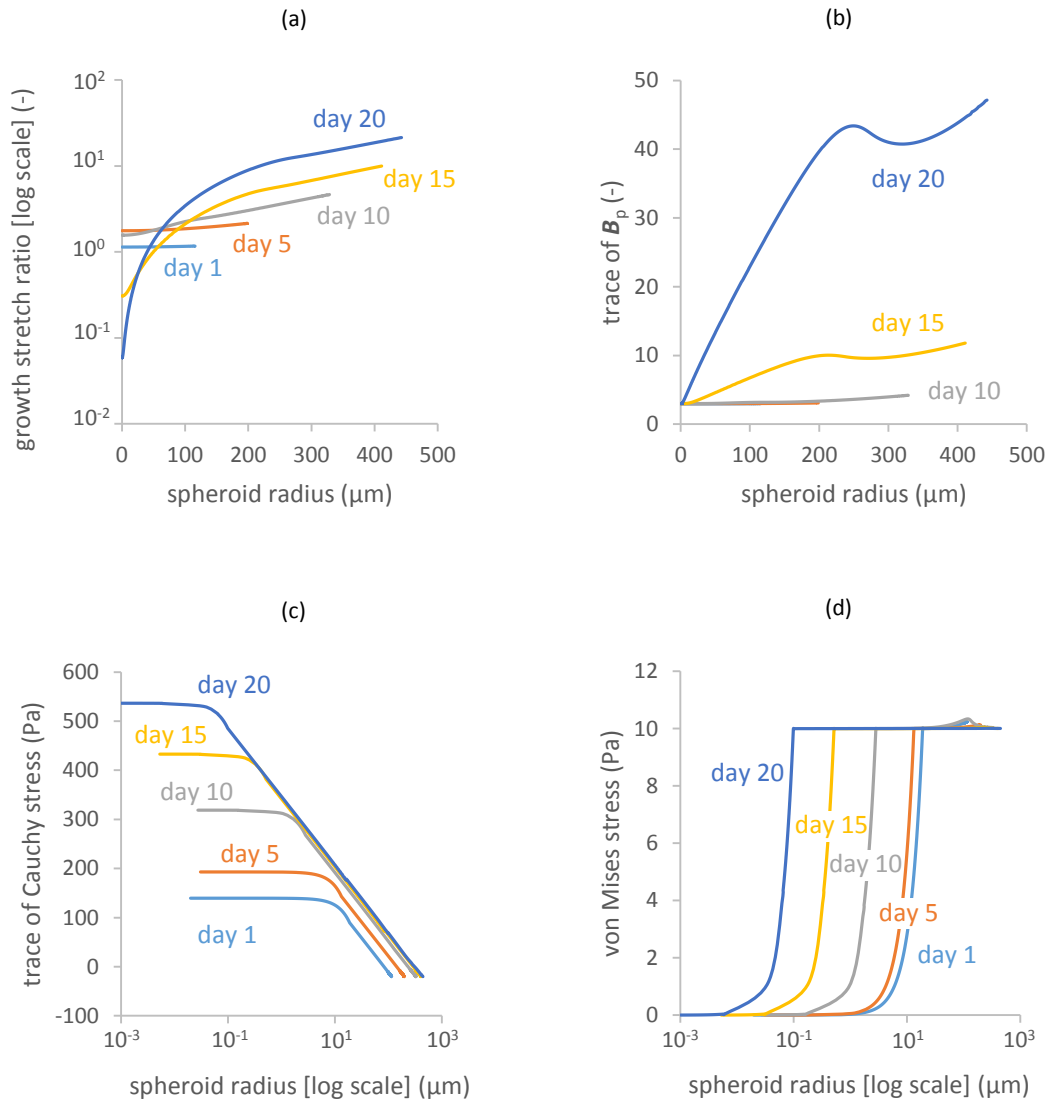 (a)
growth stretch ratio [log scale] (-)
10²
10¹
10⁰
10⁻¹
10⁻²
day 20
day 15
day 10
day 5
day 1
0 100 200 300 400 500
spheroid radius (µm)
(b)
trace of Bp (-)
50
40
30
20
10
0
day 20
day 15
day 10
0 100 200 300 400 500
spheroid radius (µm)
(c)
trace of Cauchy stress (Pa)
600
500
400
300
200
100
0
-100
day 20
day 15
day 10
day 5
day 1
10⁻³ 10⁻¹ 10¹ 10³
spheroid radius [log scale] (µm)
(d)
von Mises stress (Pa)
12
10
8
6
4
2
0
day 20
day 15
day 10
day 5
day 1
10⁻³ 10⁻¹ 10¹ 10³
spheroid radius [log scale] (µm)